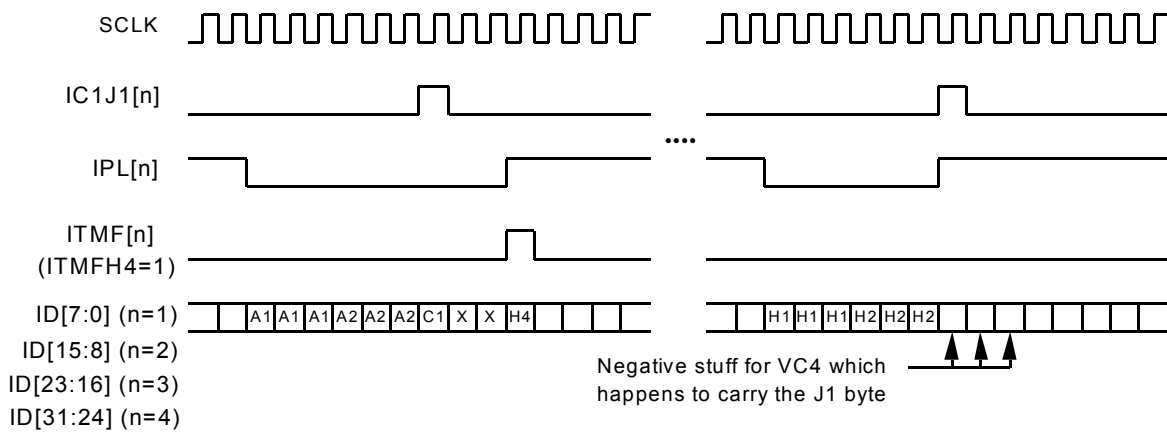 SCLK
IC1J1[n]
....
IPL[n]
ITMF[n]
(ITMFH4=1)
ID[7:0] (n=1) A1 A1 A1 A2 A2 A2 C1 X X H4 H1 H1 H1 H2 H2 H2
ID[15:8] (n=2)
ID[23:16] (n=3)
ID[31:24] (n=4)
Negative stuff for VC4 which
happens to carry the J1 byte